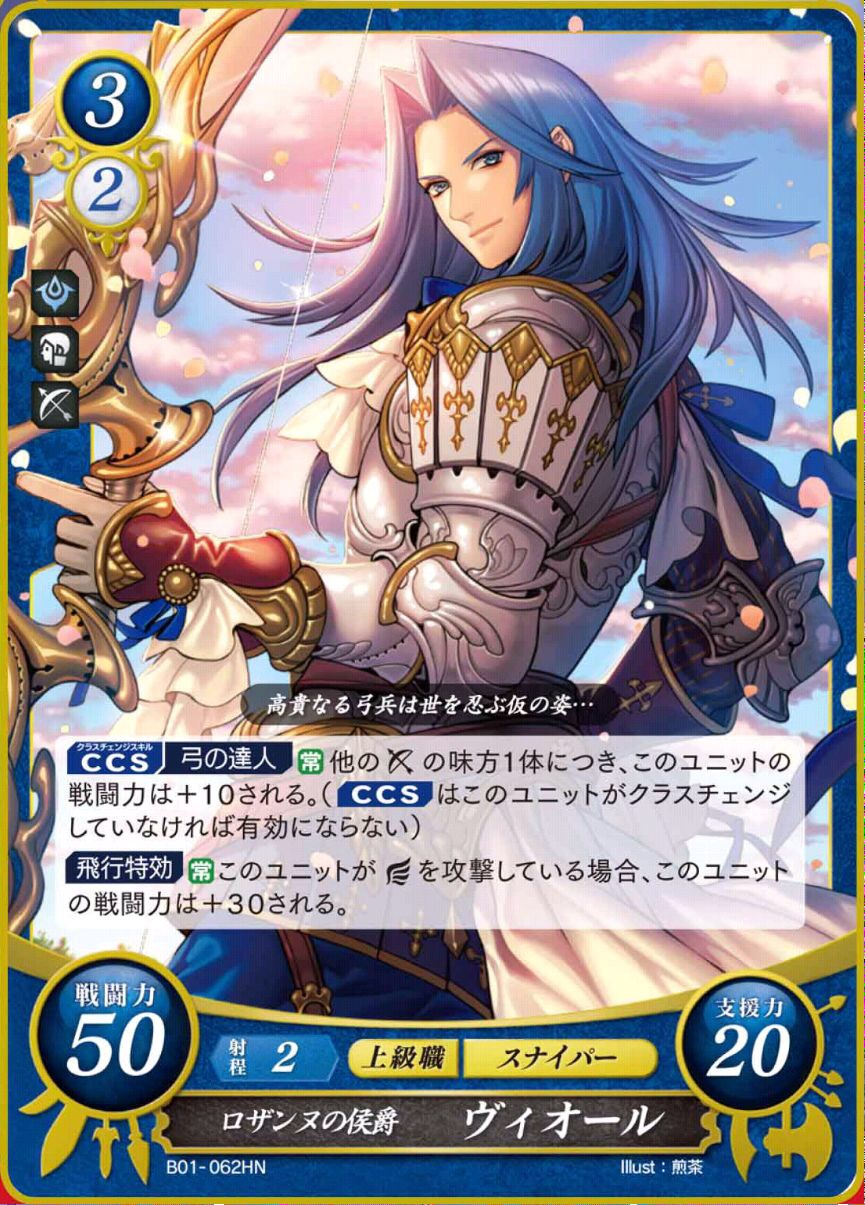 3
2
高貴なる弓兵は世を忍ぶ仮の姿…
クラスチェンジスキル
CCS 弓の達人 常 他の の味方1体につき、このユニットの
戦闘力は＋10される。（ CCS はこのユニットがクラスチェンジ
していなければ有効にならない）
飛行特効 常 このユニットが を攻撃している場合、このユニット
の戦闘力は＋30される。
戦闘力
50
射程 2 上級職 スナイパー
支援力
20
ロザンヌの侯爵 ヴィオール
B01-062HN Illust：煎茶